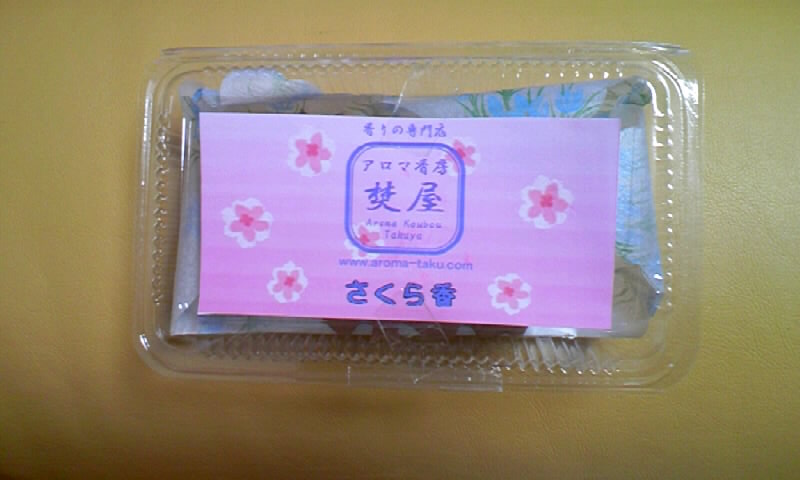 香りの専門店
アロマ香房
焚屋
Aroma Koubou
Takuya
www.aroma-taku.com
さくら香